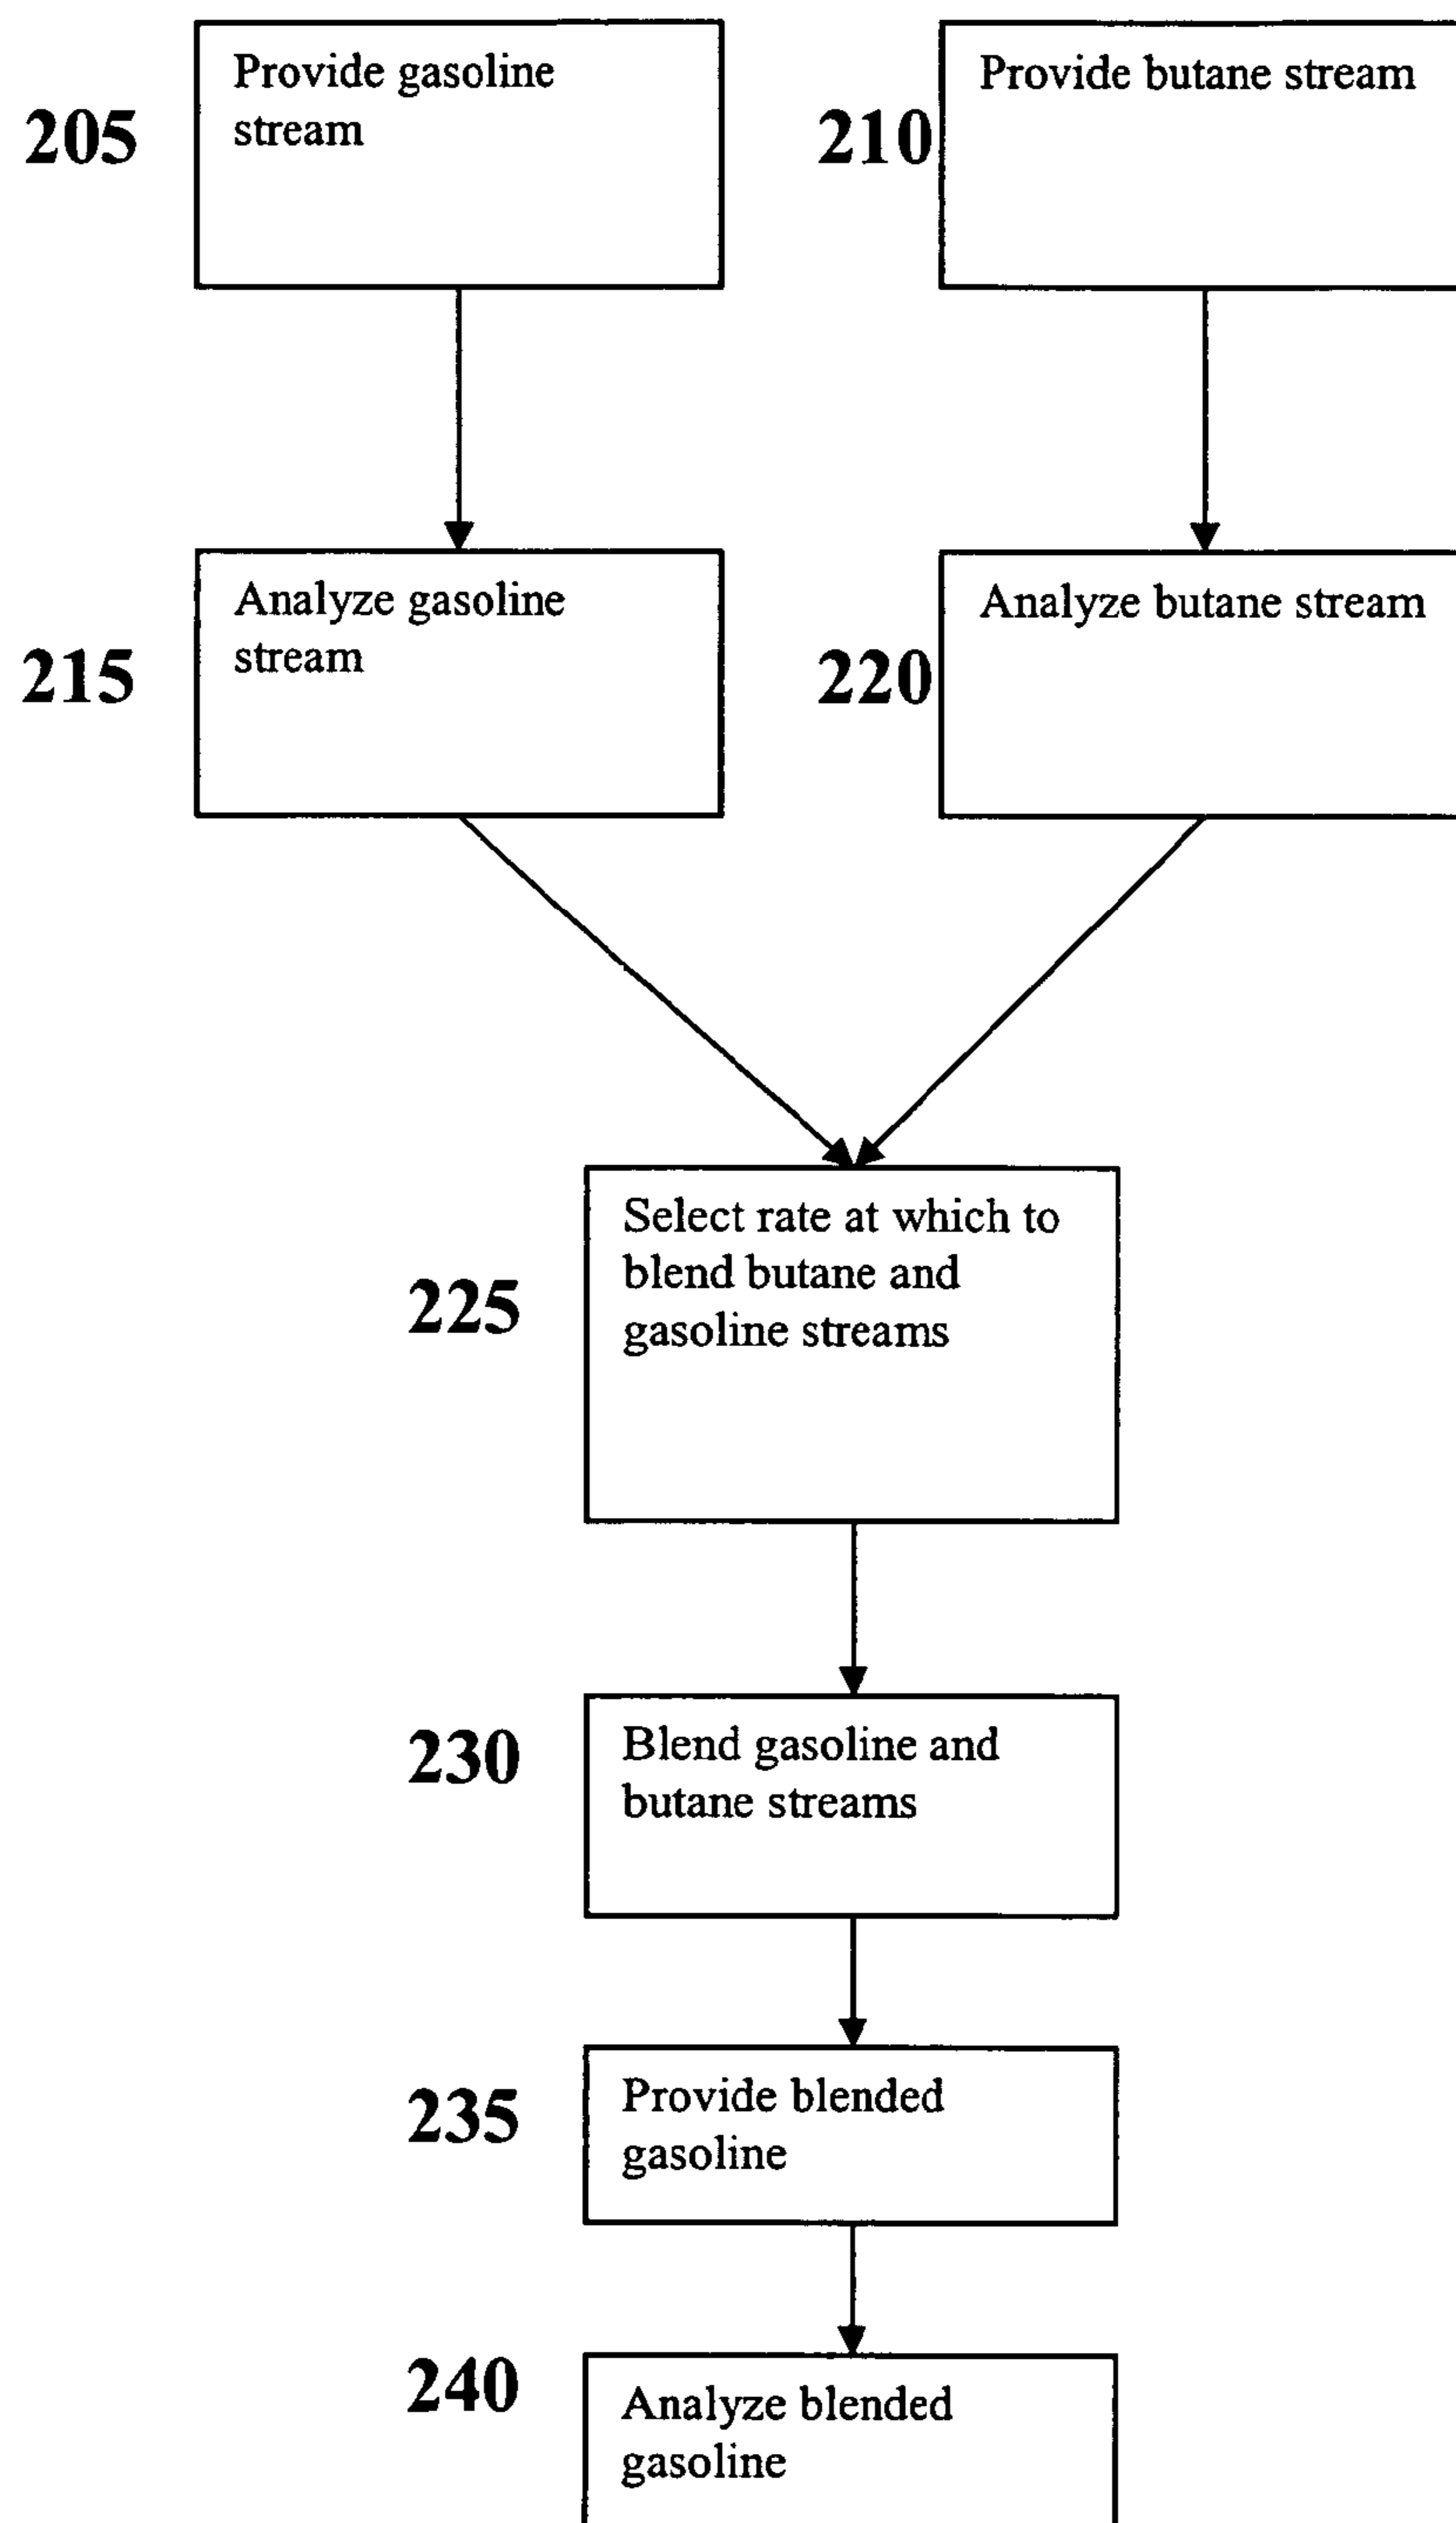 Provide gasoline
stream
205
Provide butane stream
210
Analyze gasoline
stream
215
Analyze butane stream
220
Select rate at which to
blend butane and
gasoline streams
225
Blend gasoline and
butane streams
230
Provide blended
gasoline
235
Analyze blended
gasoline
240